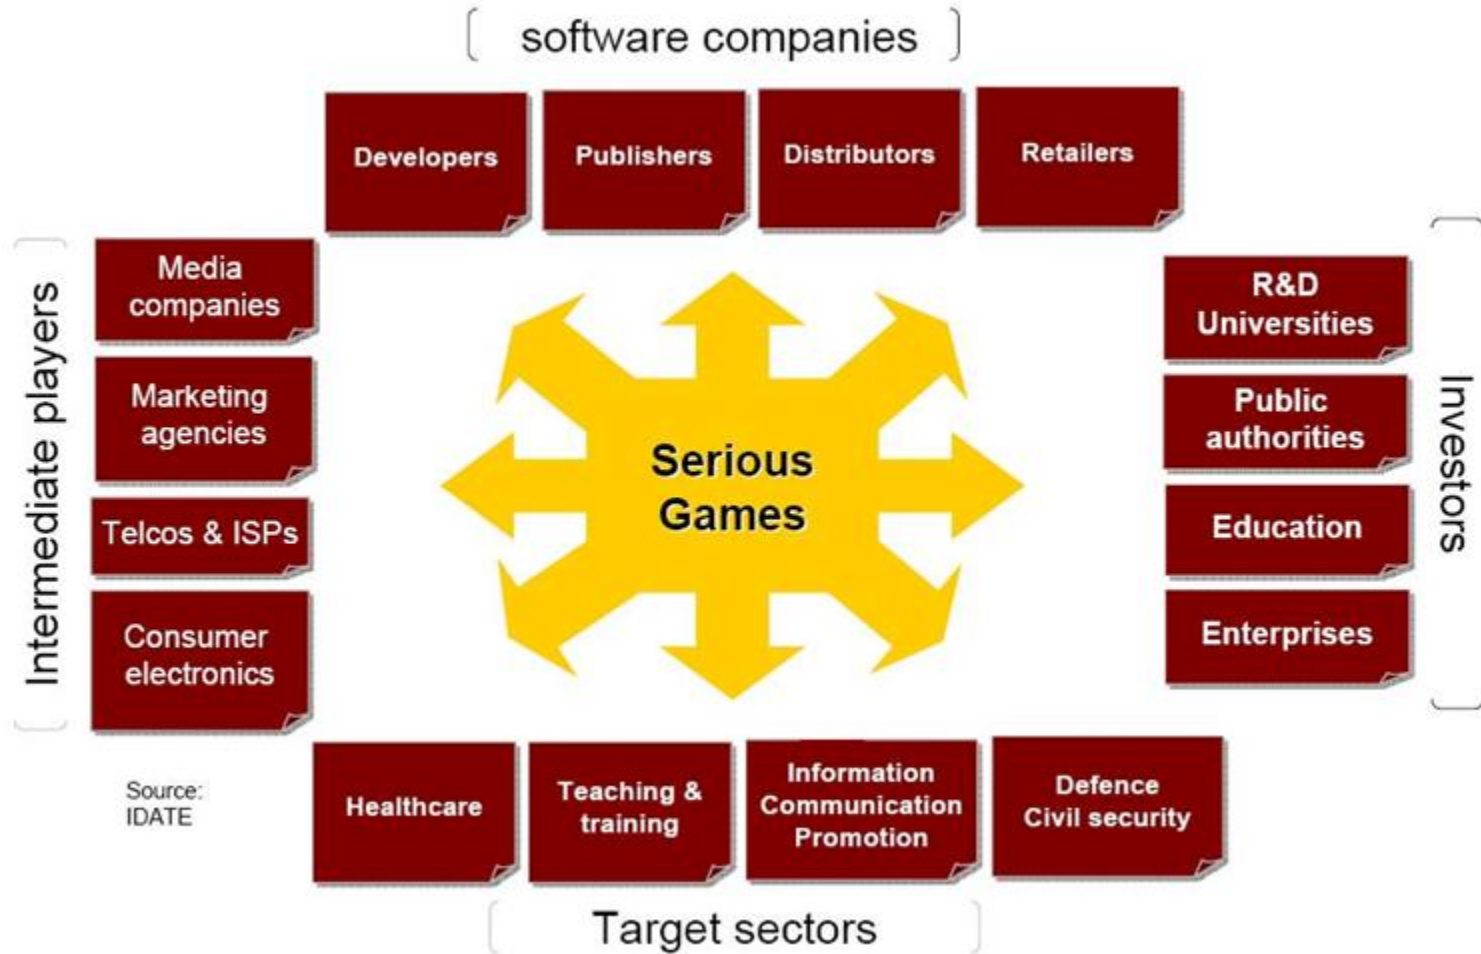 software companies
Developers
Publishers
Distributors
Retailers
Intermediate players
Media
companies
Marketing
agencies
Telcos & ISPs
Consumer
electronics
Serious
Games
R&D
Universities
Public
authorities
Education
Enterprises
Investors
Source:
IDATE
Healthcare
Teaching &
training
Information
Communication
Promotion
Defence
Civil security
Target sectors